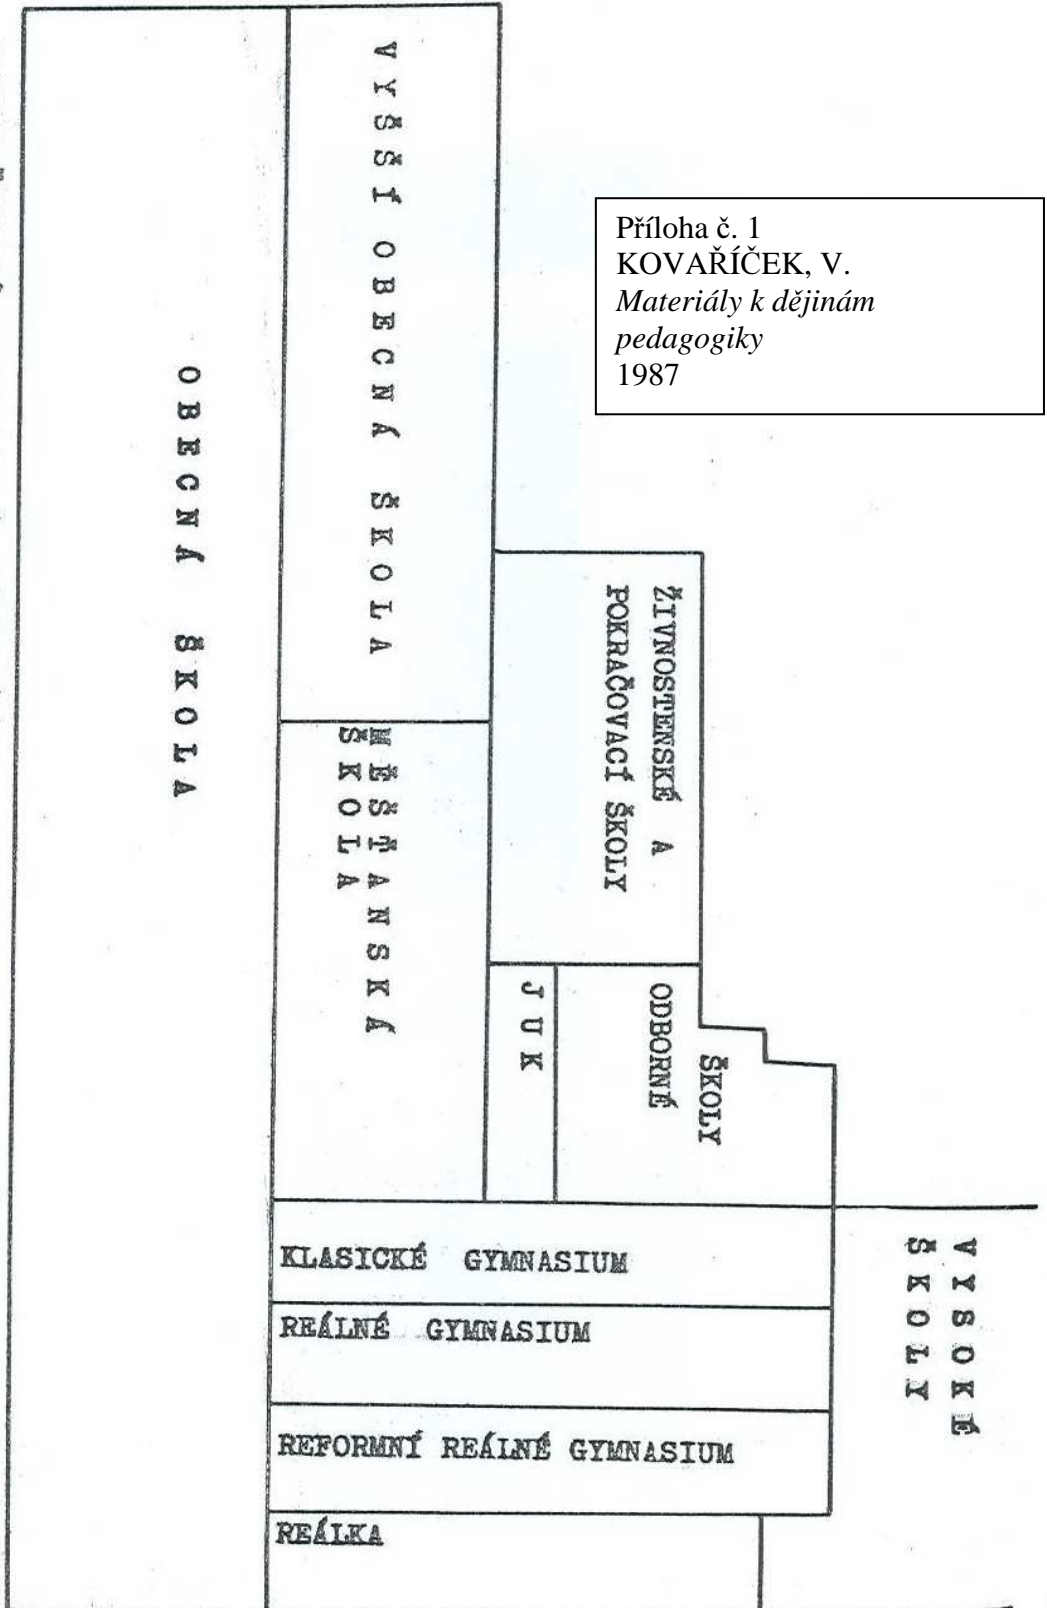 Příloha č. 1
KOVAŘÍČEK, V.
Materiály k dějinám
pedagogiky
1987
OBECNÁ ŠKOLA
VYŠŠÍ OBECNÁ ŠKOLA
MĚŠŤANSKÁ
ŠKOLA
ŽIVNOSTENSKÉ A
POKRAČOVACÍ ŠKOLY
JUK
ODBORNÉ
ŠKOLY
KLASICKÉ GYMNASIUM
REÁLNÉ GYMNASIUM
REFORMNÍ REÁLNÉ GYMNASIUM
REÁLKA
VYSOKÉ
ŠKOLY